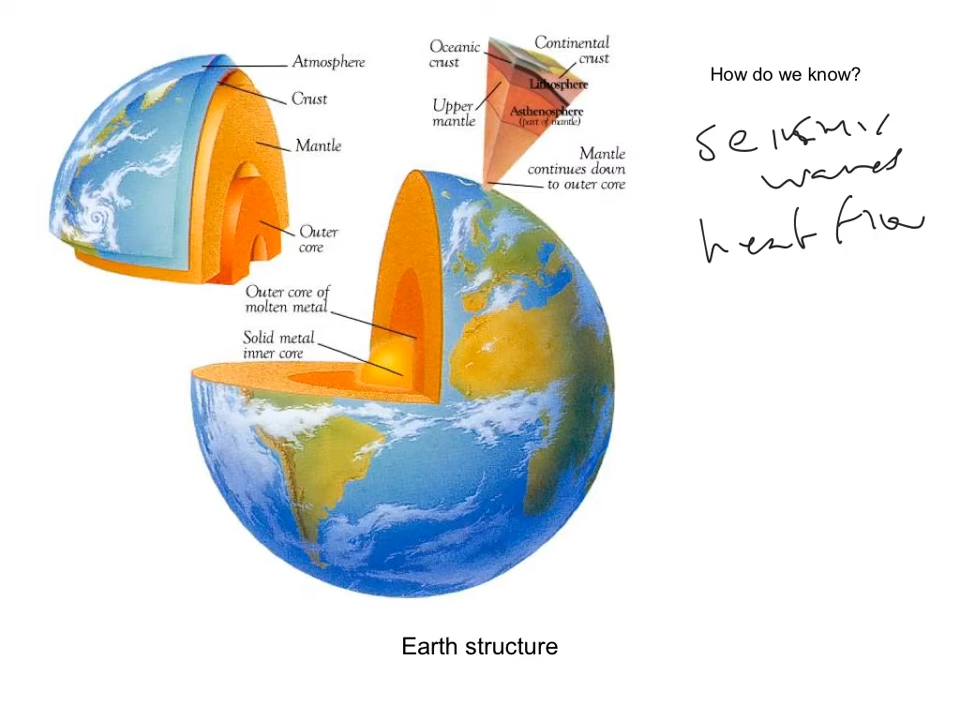 Atmosphere
Crust
Mantle
Outer
core
Oceanic
crust
Continental
crust
Lithosphere
Upper
mantle
Asthenosphere
(part of mantle)
Mantle
continues down
to outer core
Outer core of
molten metal
Solid metal
inner core
How do we know?
seismic
waves
heat flow
Earth structure